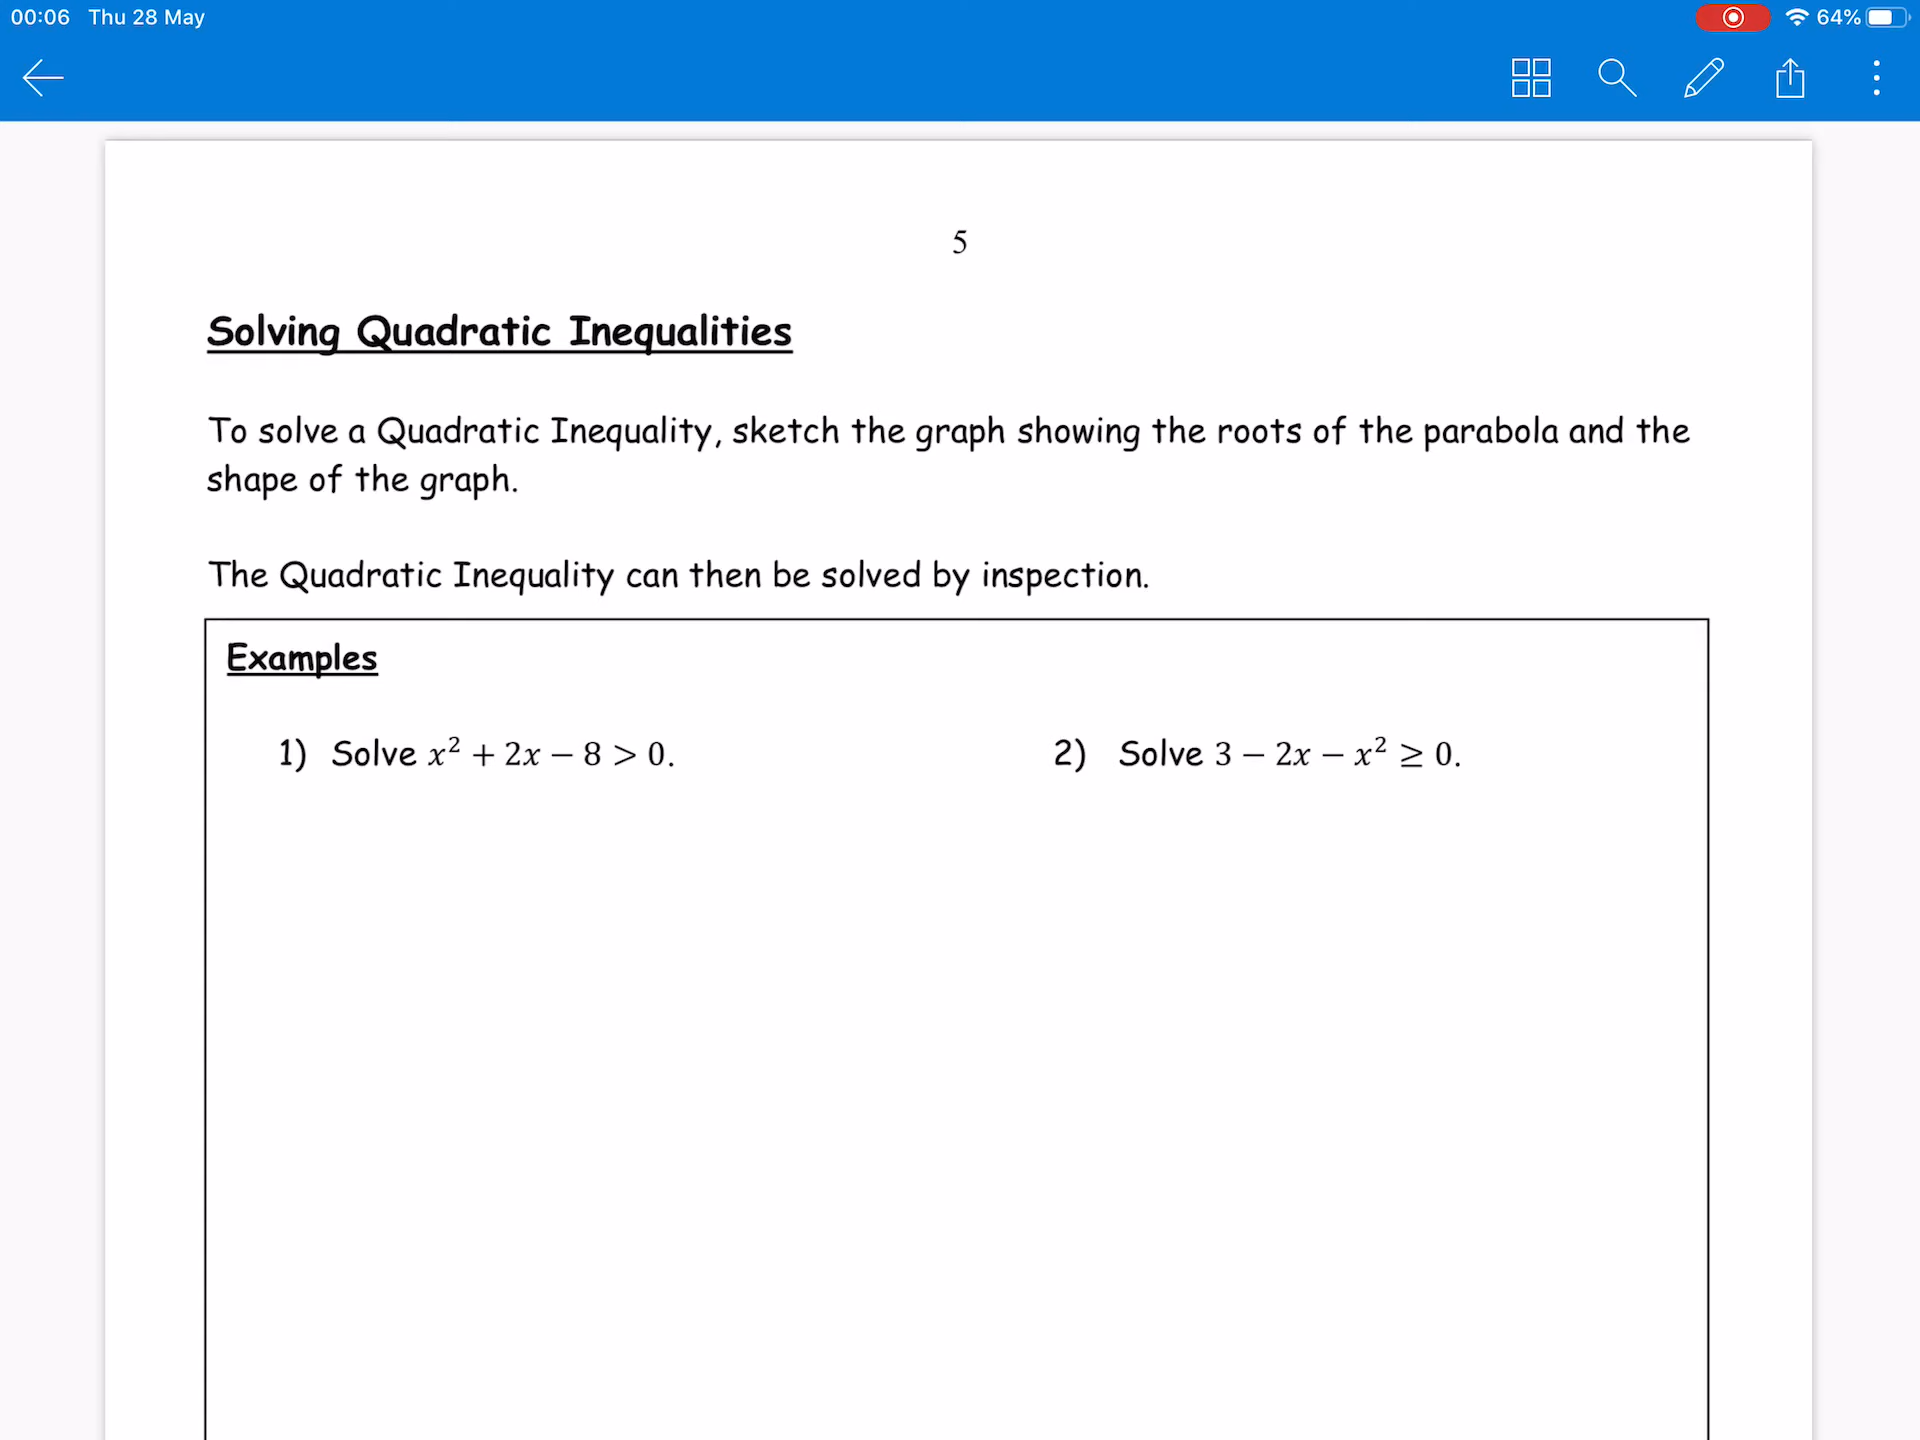 00:06 Thu 28 May 64%
5
Solving Quadratic Inequalities
To solve a Quadratic Inequality, sketch the graph showing the roots of the parabola and the
shape of the graph.
The Quadratic Inequality can then be solved by inspection.
Examples
1) Solve x² + 2x − 8 > 0.
2) Solve 3 − 2x − x² ≥ 0.